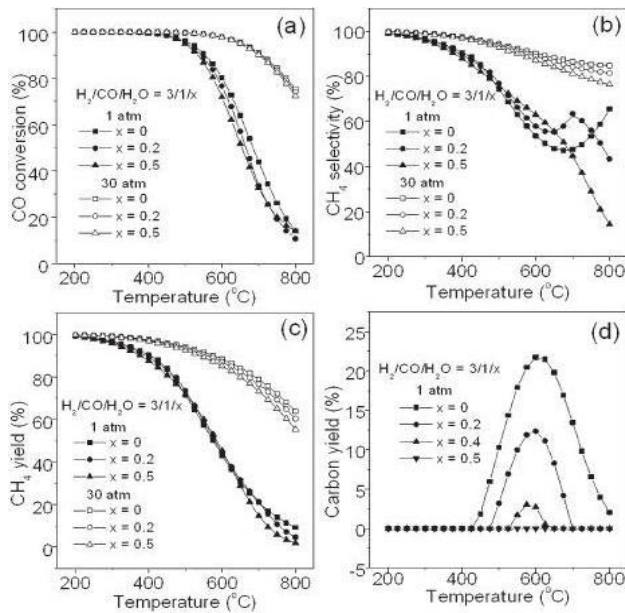 (a)
100
80
60
40
20
0
CO conversion (%)
H2/CO/H2O = 3/1/x
1 atm
x = 0
x = 0.2
x = 0.5
30 atm
x = 0
x = 0.2
x = 0.5
200 400 600 800
Temperature (°C)
(b)
100
80
60
40
20
0
CH4 selectivity (%)
H2/CO/H2O = 3/1/x
1 atm
x = 0
x = 0.2
x = 0.5
30 atm
x = 0
x = 0.2
x = 0.5
200 400 600 800
Temperature (°C)
(c)
100
80
60
40
20
0
CH4 yield (%)
H2/CO/H2O = 3/1/x
1 atm
x = 0
x = 0.2
x = 0.5
30 atm
x = 0
x = 0.2
x = 0.5
200 400 600 800
Temperature (°C)
(d)
25
20
15
10
5
0
-5
Carbon yield (%)
H2/CO/H2O = 3/1/x
1 atm
x = 0
x = 0.2
x = 0.4
x = 0.5
200 400 600 800
Temperature (°C)